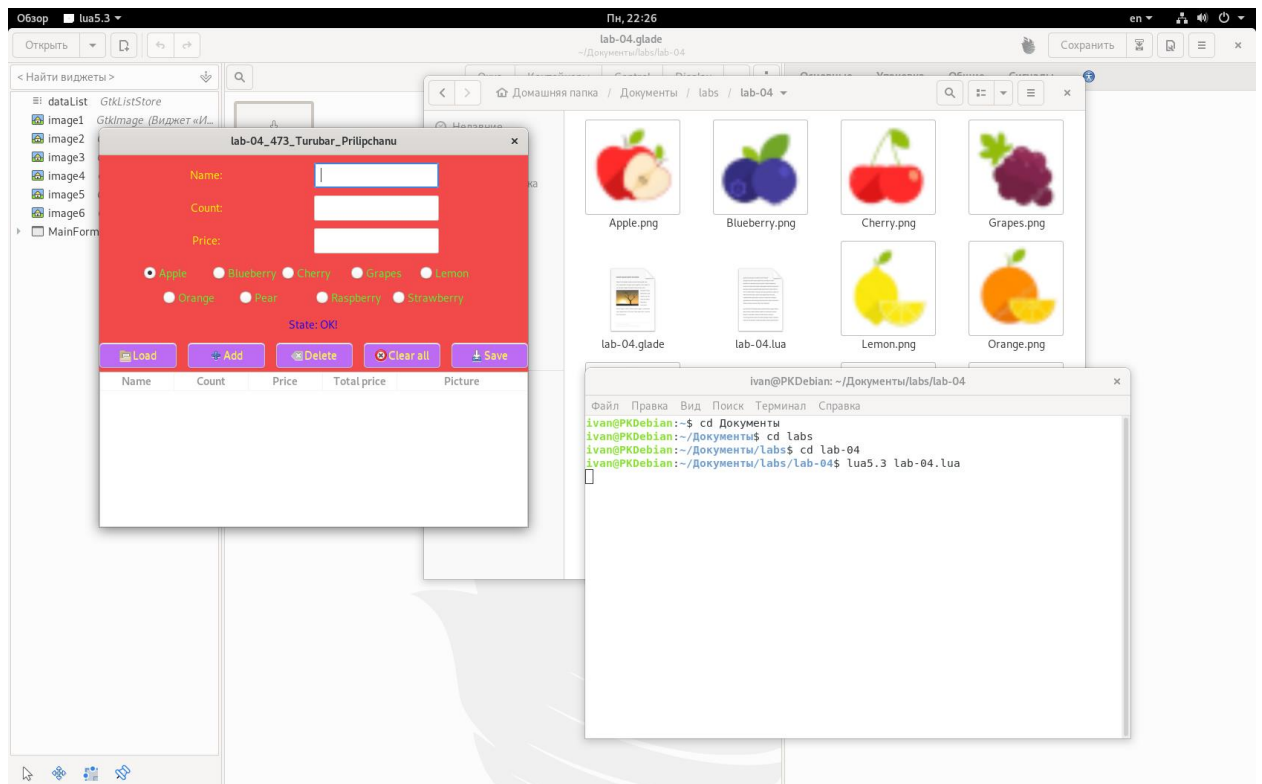 Обзор lua5.3 Пн, 22:26 en
Открыть lab-04.glade Сохранить
~/Документы/labs/lab-04
< Найти виджеты >
dataList GtkListStore
image1 GtkImage (Виджет «И...
image2
image3
image4
image5
image6
MainForm
Домашняя папка / Документы / labs / lab-04
Недавние
Apple.png Blueberry.png Cherry.png Grapes.png
lab-04.glade lab-04.lua Lemon.png Orange.png
lab-04_473_Turubar_Prilipchanu
Name:
Count:
Price:
Apple Blueberry Cherry Grapes Lemon
Orange Pear Raspberry Strawberry
State: OK!
Load Add Delete Clear all Save
Name Count Price Total price Picture
ivan@PKDebian: ~/Документы/labs/lab-04
Файл Правка Вид Поиск Терминал Справка
ivan@PKDebian:~$ cd Документы
ivan@PKDebian:~/Документы$ cd labs
ivan@PKDebian:~/Документы/labs$ cd lab-04
ivan@PKDebian:~/Документы/labs/lab-04$ lua5.3 lab-04.lua